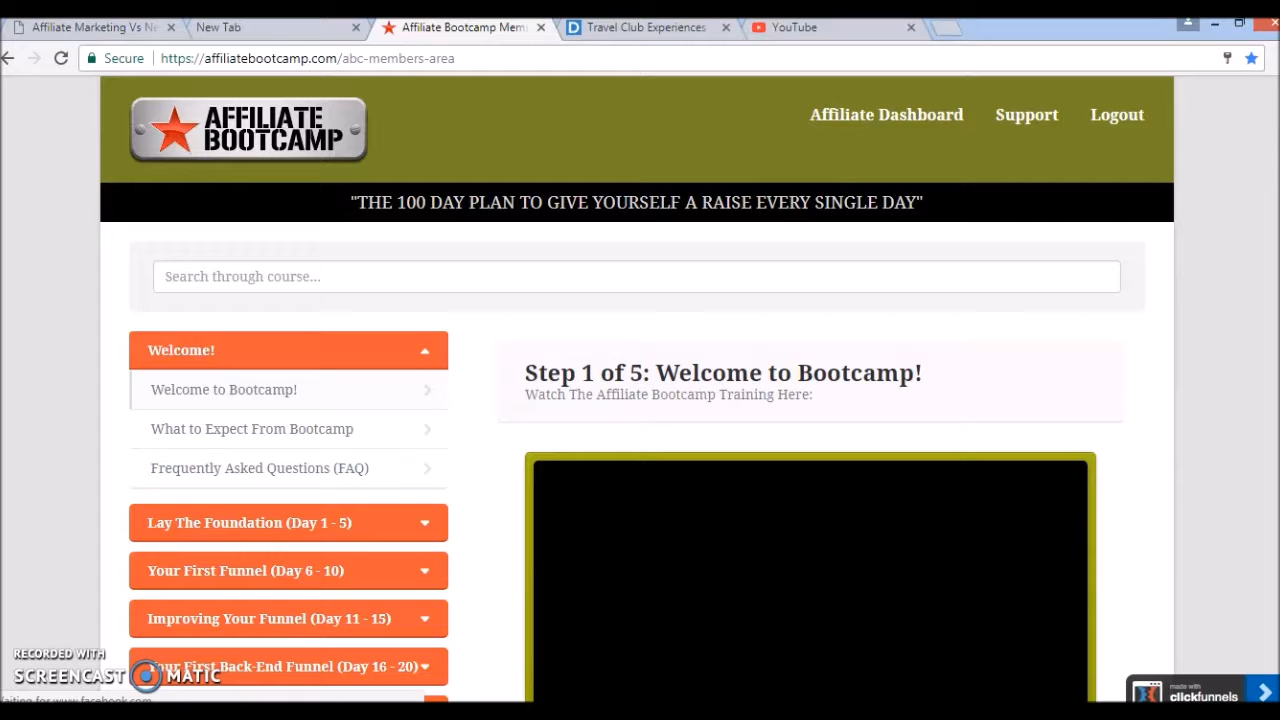 Affiliate Marketing Vs Ne
New Tab
Affiliate Bootcamp Mem
Travel Club Experiences
YouTube
Secure
https://affiliatebootcamp.com/abc-members-area
AFFILIATE
BOOTCAMP
Affiliate Dashboard
Support
Logout
"THE 100 DAY PLAN TO GIVE YOURSELF A RAISE EVERY SINGLE DAY"
Search through course...
Welcome!
Welcome to Bootcamp!
What to Expect From Bootcamp
Frequently Asked Questions (FAQ)
Lay The Foundation (Day 1 - 5)
Your First Funnel (Day 6 - 10)
Improving Your Funnel (Day 11 - 15)
Your First Back-End Funnel (Day 16 - 20)
Step 1 of 5: Welcome to Bootcamp!
Watch The Affiliate Bootcamp Training Here:
RECORDED WITH
SCREENCAST MATIC
made with
clickfunnels